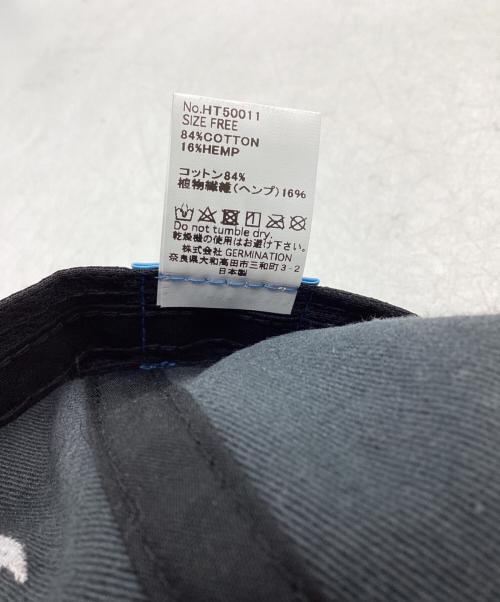 No.HT50011
SIZE FREE
84%COTTON
16%HEMP
コットン84%
植物繊維(ヘンプ)16%
Do not tumble dry.
乾燥機の使用はお避け下さい。
株式会社 GERMINATION
奈良県大和高田市三和町3-2
日本製